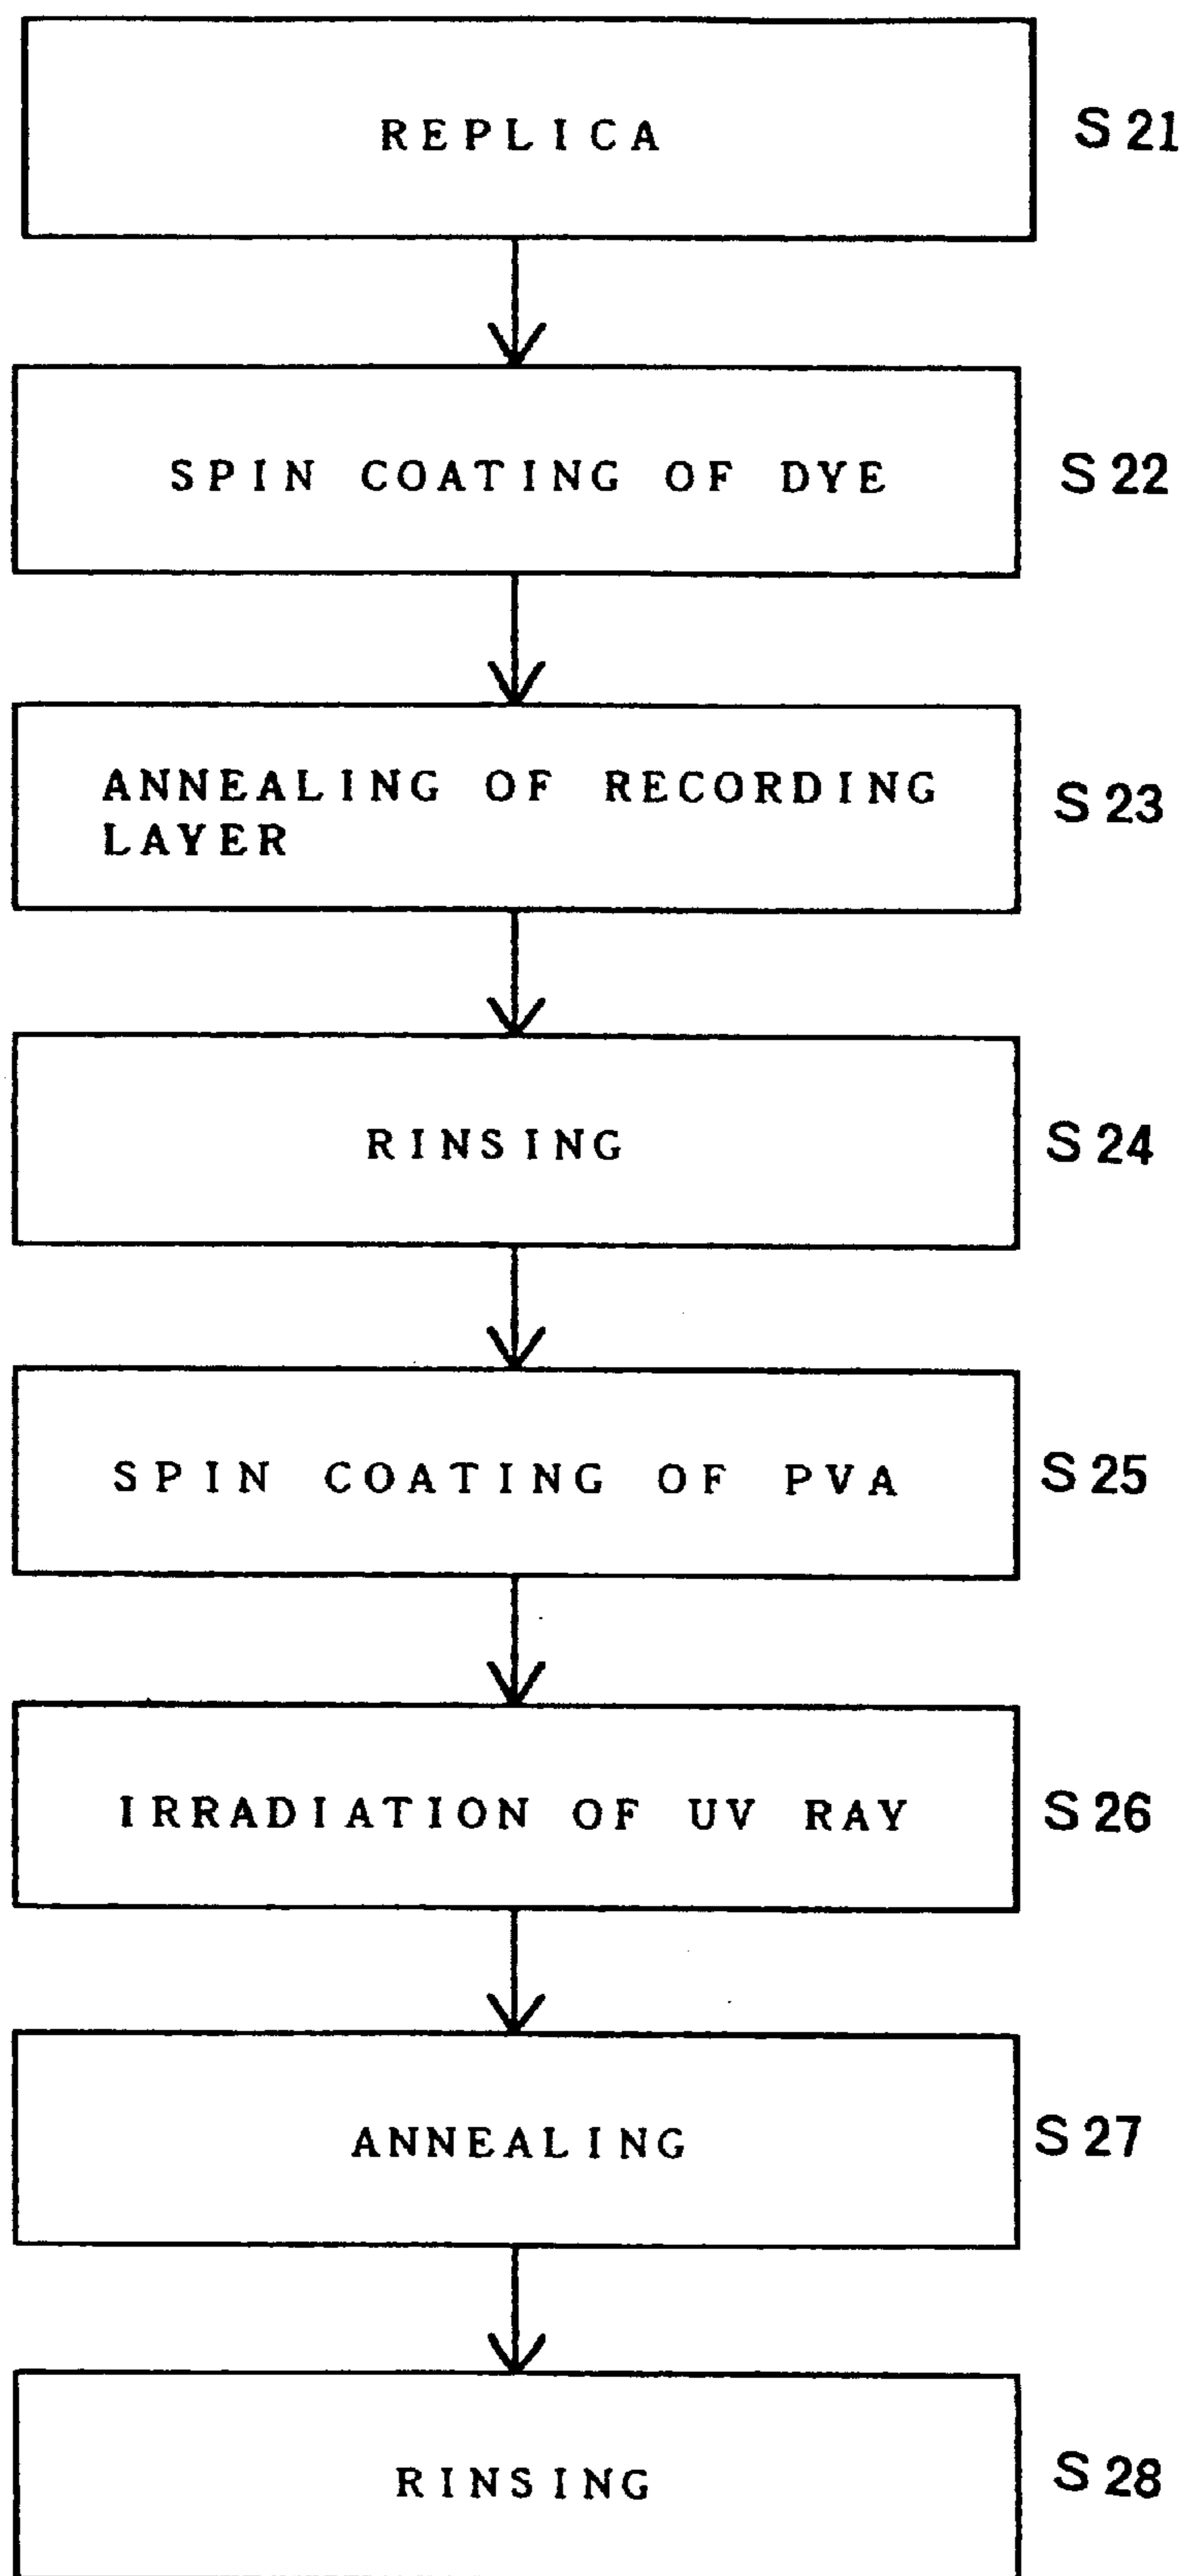 REPLICA S21
SPIN COATING OF DYE S22
ANNEALING OF RECORDING S23
LAYER
RINSING S24
SPIN COATING OF PVA S25
IRRADIATION OF UV RAY S26
ANNEALING S27
RINSING S28